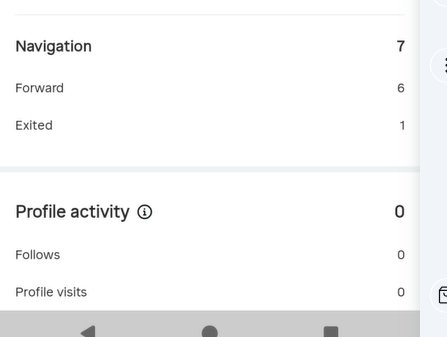 Navigation 7
Forward 6
Exited 1
Profile activity 0
Follows 0
Profile visits 0